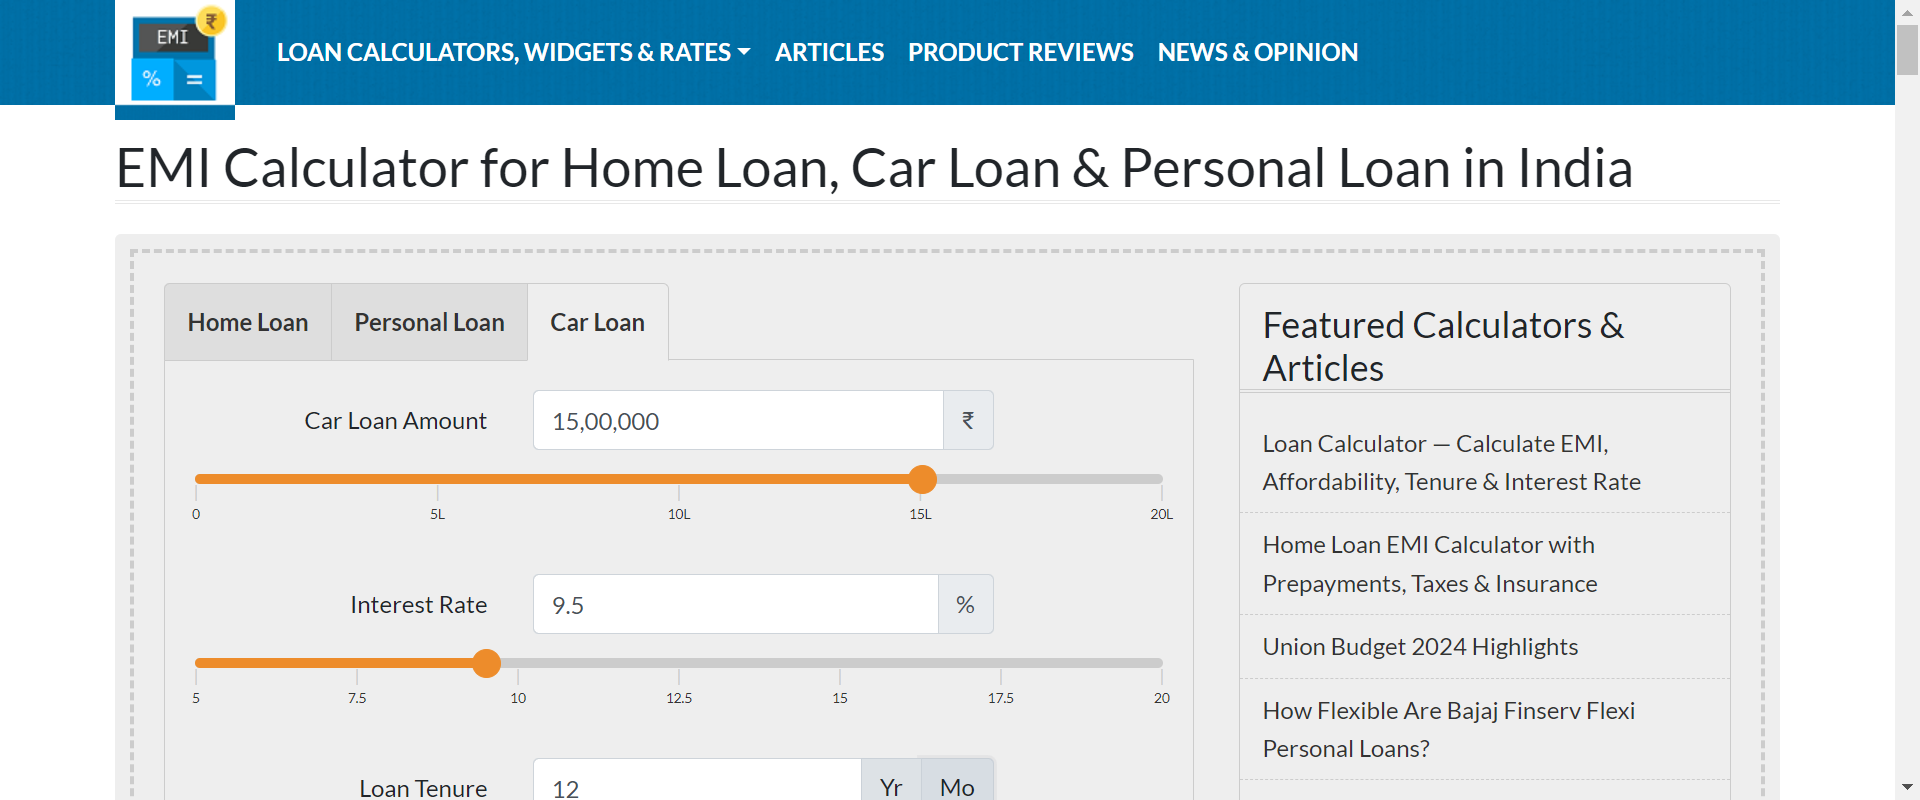 EMI
₹
%
=
LOAN CALCULATORS, WIDGETS & RATES
ARTICLES
PRODUCT REVIEWS
NEWS & OPINION
EMI Calculator for Home Loan, Car Loan & Personal Loan in India
Home Loan
Personal Loan
Car Loan
Car Loan Amount
15,00,000
₹
0
5L
10L
15L
20L
Interest Rate
9.5
%
5
7.5
10
12.5
15
17.5
20
Loan Tenure
12
Yr
Mo
Featured Calculators &
Articles
Loan Calculator — Calculate EMI,
Affordability, Tenure & Interest Rate
Home Loan EMI Calculator with
Prepayments, Taxes & Insurance
Union Budget 2024 Highlights
How Flexible Are Bajaj Finserv Flexi
Personal Loans?